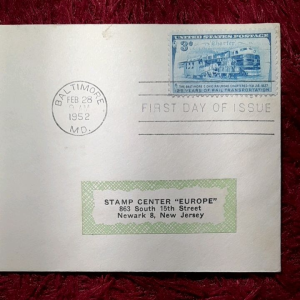 UNITED STATES POSTAGE
3¢
BALTIMORE
FEB 28
1952
MD.
FIRST DAY OF ISSUE
STAMP CENTER "EUROPE"
863 South 15th Street
Newark 8, New Jersey